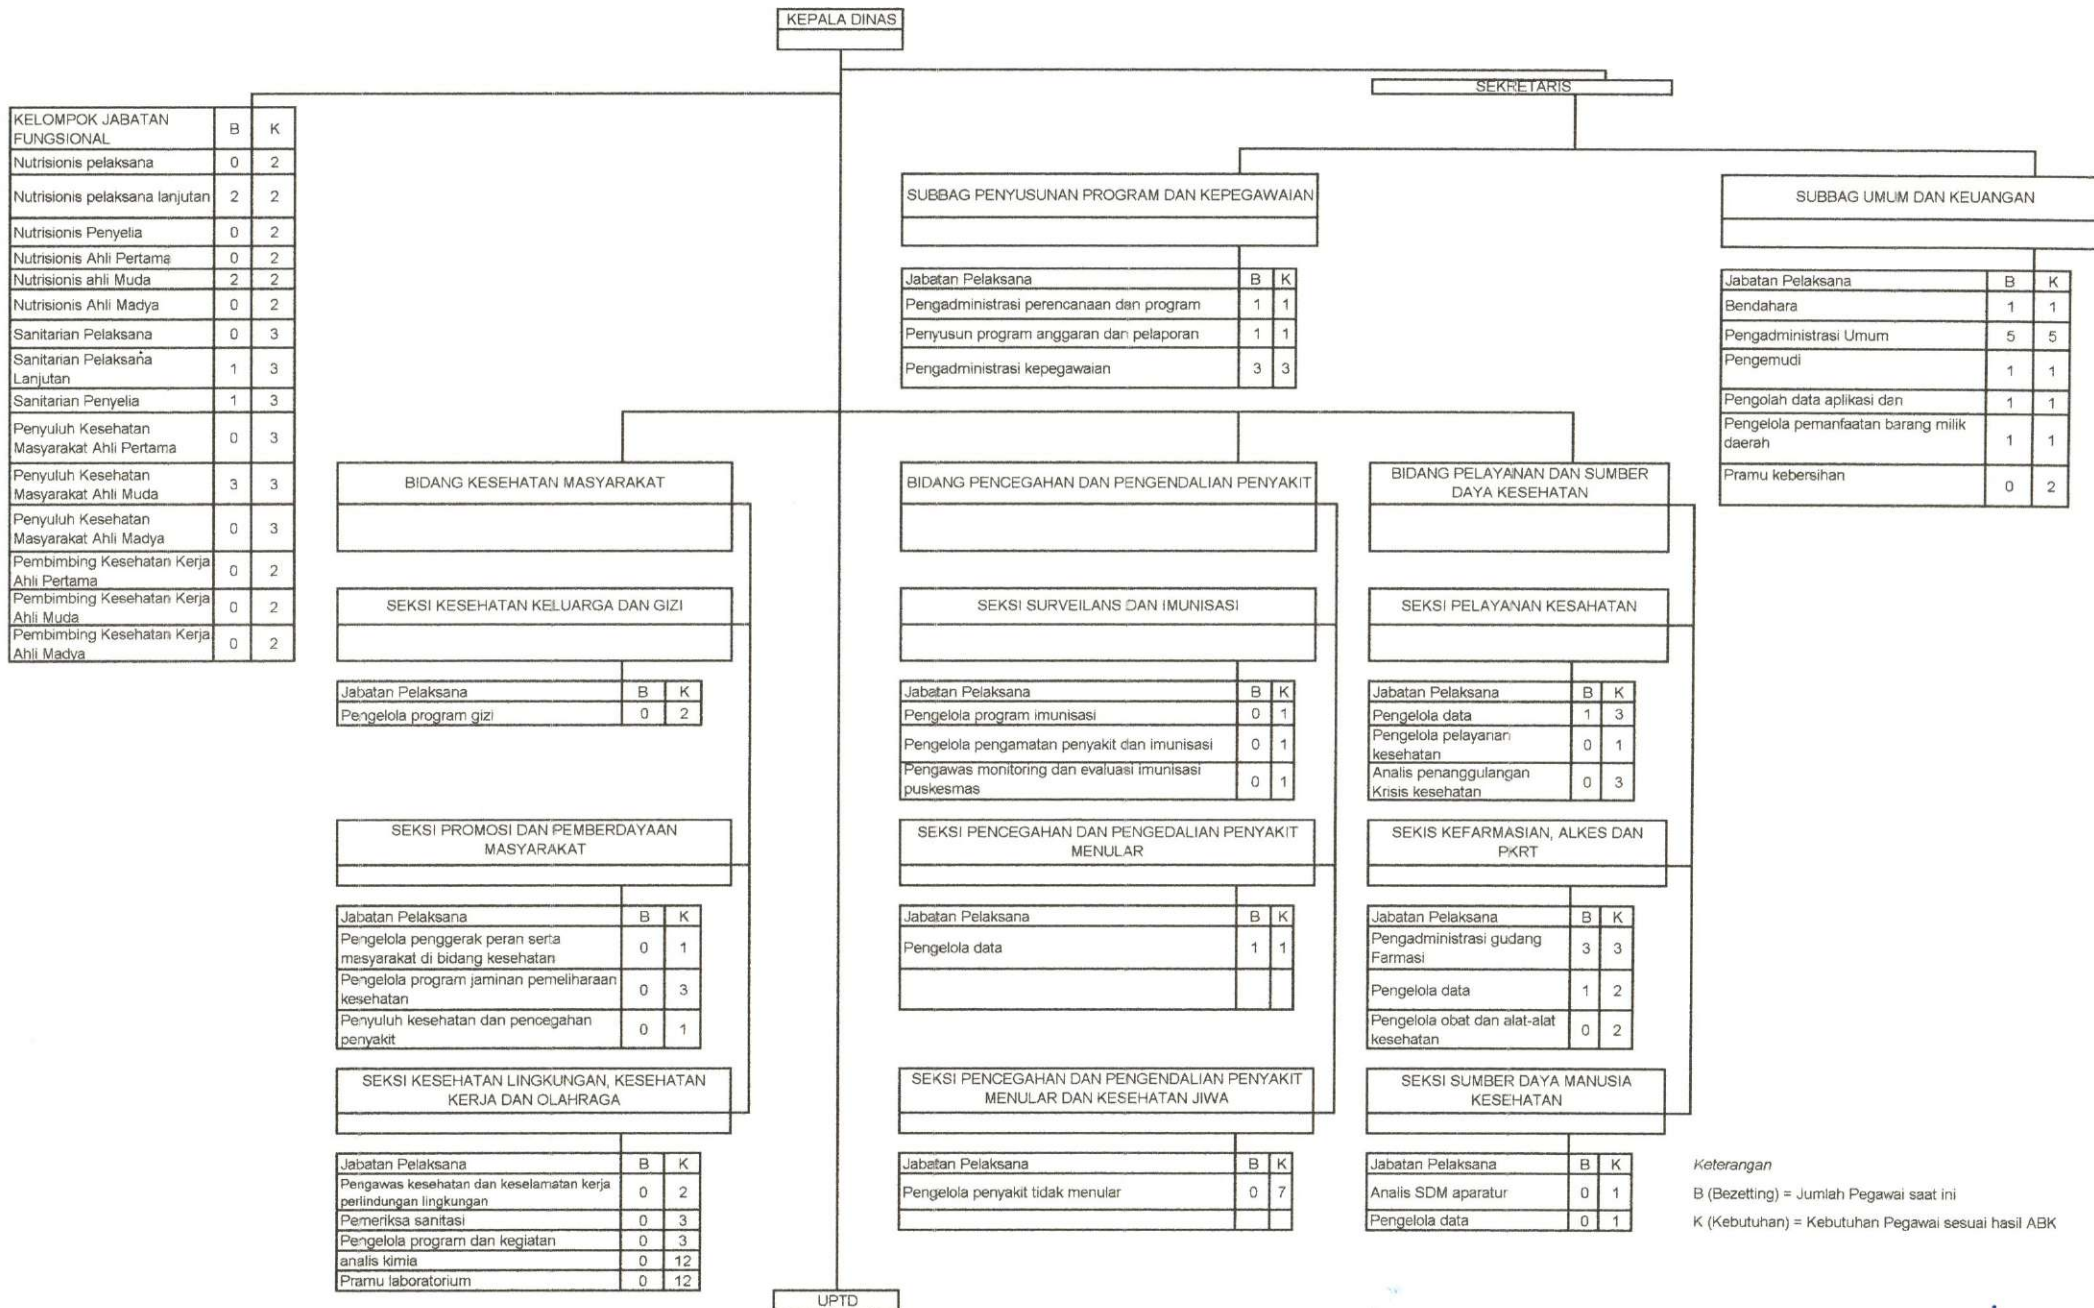 KEPALA DINAS
SEKRETARIS
KELOMPOK JABATAN
FUNGSIONAL B K
Nutrisionis pelaksana 0 2
Nutrisionis pelaksana lanjutan 2 2
Nutrisionis Penyelia 0 2
Nutrisionis Ahli Pertama 0 2
Nutrisionis ahli Muda 2 2
Nutrisionis Ahli Madya 0 2
Sanitarian Pelaksana 0 3
Sanitarian Pelaksana
Lanjutan 1 3
Sanitarian Penyelia 1 3
Penyuluh Kesehatan
Masyarakat Ahli Pertama 0 3
Penyuluh Kesehatan
Masyarakat Ahli Muda 3 3
Penyuluh Kesehatan
Masyarakat Ahli Madya 0 3
Pembimbing Kesehatan Kerja
Ahli Pertama 0 2
Pembimbing Kesehatan Kerja
Ahli Muda 0 2
Pembimbing Kesehatan Kerja
Ahli Madya 0 2
SUBBAG PENYUSUNAN PROGRAM DAN KEPEGAWAIAN
Jabatan Pelaksana B K
Pengadministrasi perencanaan dan program 1 1
Penyusun program anggaran dan pelaporan 1 1
Pengadministrasi kepegawaian 3 3
SUBBAG UMUM DAN KEUANGAN
Jabatan Pelaksana B K
Bendahara 1 1
Pengadministrasi Umum 5 5
Pengemudi 1 1
Pengolah data aplikasi dan 1 1
Pengelola pemanfaatan barang milik
daerah 1 1
Pramu kebersihan 0 2
BIDANG KESEHATAN MASYARAKAT
SEKSI KESEHATAN KELUARGA DAN GIZI
Jabatan Pelaksana B K
Pengelola program gizi 0 2
SEKSI PROMOSI DAN PEMBERDAYAAN
MASYARAKAT
Jabatan Pelaksana B K
Pengelola penggerak peran serta
masyarakat di bidang kesehatan 0 1
Pengelola program jaminan pemeliharaan
kesehatan 0 3
Penyuluh kesehatan dan pencegahan
penyakit 0 1
SEKSI KESEHATAN LINGKUNGAN, KESEHATAN
KERJA DAN OLAHRAGA
Jabatan Pelaksana B K
Pengawas kesehatan dan keselamatan kerja
perlindungan lingkungan 0 2
Pemeriksa sanitasi 0 3
Pengelola program dan kegiatan 0 3
analis kimia 0 12
Pramu laboratorium 0 12
BIDANG PENCEGAHAN DAN PENGENDALIAN PENYAKIT
SEKSI SURVEILANS DAN IMUNISASI
Jabatan Pelaksana B K
Pengelola program imunisasi 0 1
Pengelola pengamatan penyakit dan imunisasi 0 1
Pengawas monitoring dan evaluasi imunisasi
puskesmas 0 1
SEKSI PENCEGAHAN DAN PENGEDALIAN PENYAKIT
MENULAR
Jabatan Pelaksana B K
Pengelola data 1 1
SEKSI PENCEGAHAN DAN PENGENDALIAN PENYAKIT
MENULAR DAN KESEHATAN JIWA
Jabatan Pelaksana B K
Pengelola penyakit tidak menular 0 7
BIDANG PELAYANAN DAN SUMBER
DAYA KESEHATAN
SEKSI PELAYANAN KESAHATAN
Jabatan Pelaksana B K
Pengelola data 1 3
Pengelola pelayanan
kesehatan 0 1
Analis penanggulangan
Krisis kesehatan 0 3
SEKIS KEFARMASIAN, ALKES DAN
PKRT
Jabatan Pelaksana B K
Pengadministrasi gudang
Farmasi 3 3
Pengelola data 1 2
Pengelola obat dan alat-alat
kesehatan 0 2
SEKSI SUMBER DAYA MANUSIA
KESEHATAN
Jabatan Pelaksana B K
Analis SDM aparatur 0 1
Pengelola data 0 1
Keterangan
B (Bezetting) = Jumlah Pegawai saat ini
K (Kebutuhan) = Kebutuhan Pegawai sesuai hasil ABK
UPTD